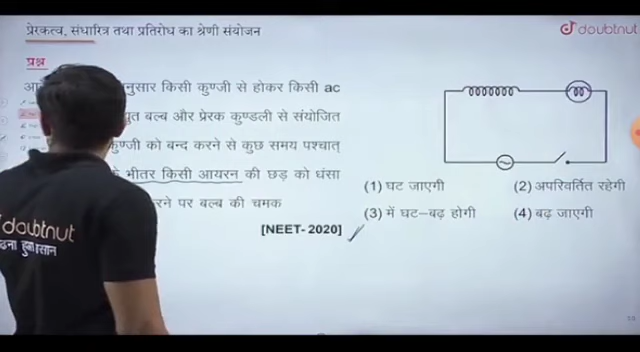 प्रेरकत्व, संधारित्र तथा प्रतिरोध का श्रेणी संयोजन
doubtnut
प्रश्न
किसी कुण्जी से होकर किसी ac
बल्ब और प्रेरक कुण्डली से संयोजित
कुण्जी को बन्द करने से कुछ समय पश्चात्
भीतर किसी आयरन की छड़ को धंसा
करने पर बल्ब की चमक
[NEET- 2020]
(1) घट जाएगी
(2) अपरिवर्तित रहेगी
(3) में घट–बढ़ होगी
(4) बढ़ जाएगी
doubtnut